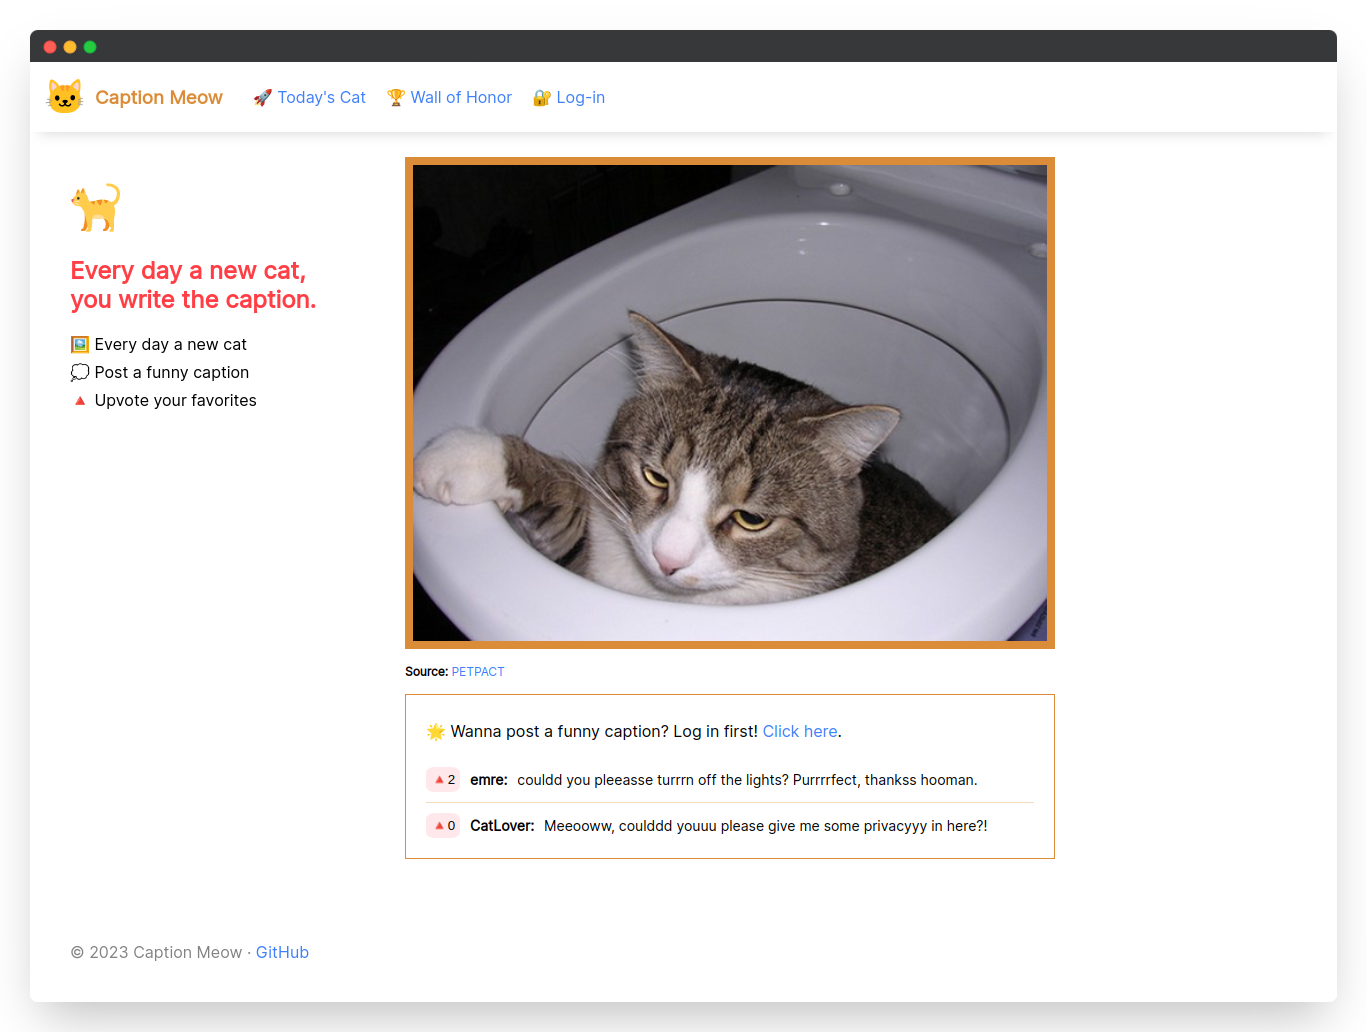 Caption Meow
Today's Cat
Wall of Honor
Log-in
Every day a new cat,
you write the caption.
Every day a new cat
Post a funny caption
Upvote your favorites
Source: PETPACT
Wanna post a funny caption? Log in first! Click here.
2 emre: couldd you pleeasse turrrn off the lights? Purrrrfect, thankss hooman.
0 CatLover: Meeooww, coulddd youuu please give me some privacyyy in here?!
© 2023 Caption Meow · GitHub